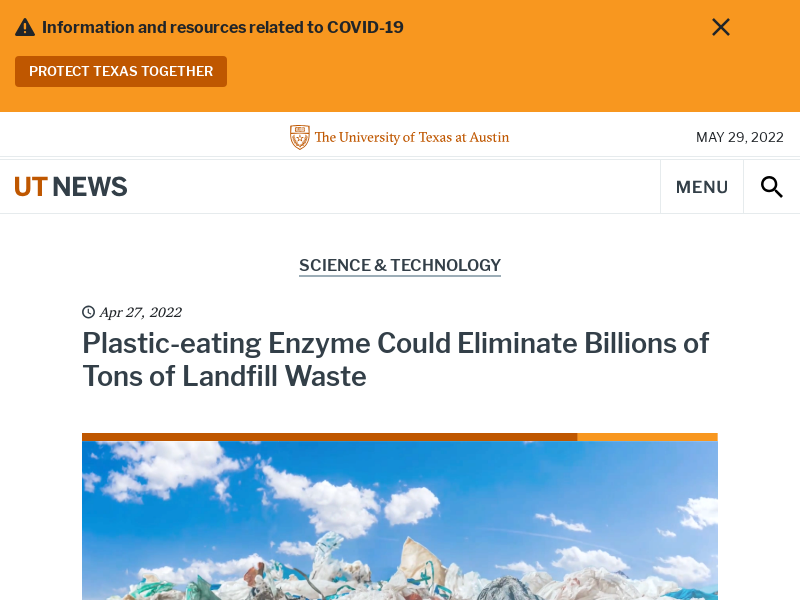 Information and resources related to COVID-19
PROTECT TEXAS TOGETHER
The University of Texas at Austin
MAY 29, 2022
UT NEWS
MENU
SCIENCE & TECHNOLOGY
Apr 27, 2022
Plastic-eating Enzyme Could Eliminate Billions of
Tons of Landfill Waste